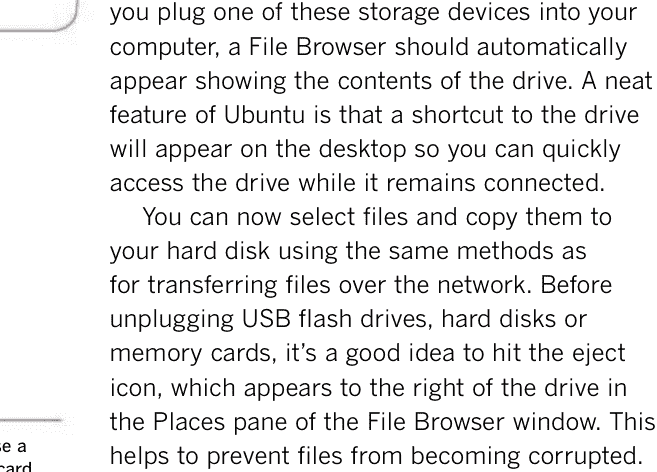 you plug one of these storage devices into your
computer, a File Browser should automatically
appear showing the contents of the drive. A neat
feature of Ubuntu is that a shortcut to the drive
will appear on the desktop so you can quickly
access the drive while it remains connected.
You can now select files and copy them to
your hard disk using the same methods as
for transferring files over the network. Before
unplugging USB flash drives, hard disks or
memory cards, it's a good idea to hit the eject
icon, which appears to the right of the drive in
the Places pane of the File Browser window. This
helps to prevent files from becoming corrupted.
a